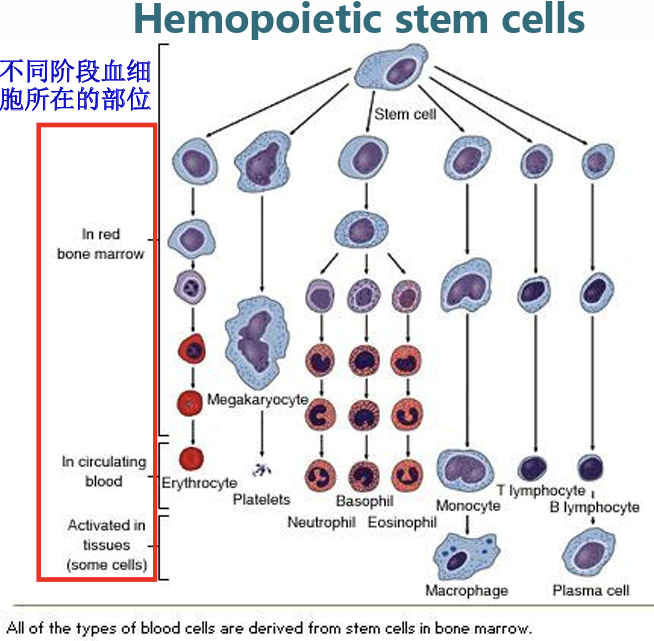 Hemopoietic stem cells
不同阶段血细
胞所在的部位
Stem cell
In red
bone marrow
Megakaryocyte
In circulating
blood
Erythrocyte
Platelets
Neutrophil
Basophil
Eosinophil
Monocyte
T lymphocyte
B lymphocyte
Activated in
tissues
(some cells)
Macrophage
Plasma cell
All of the types of blood cells are derived from stem cells in bone marrow.